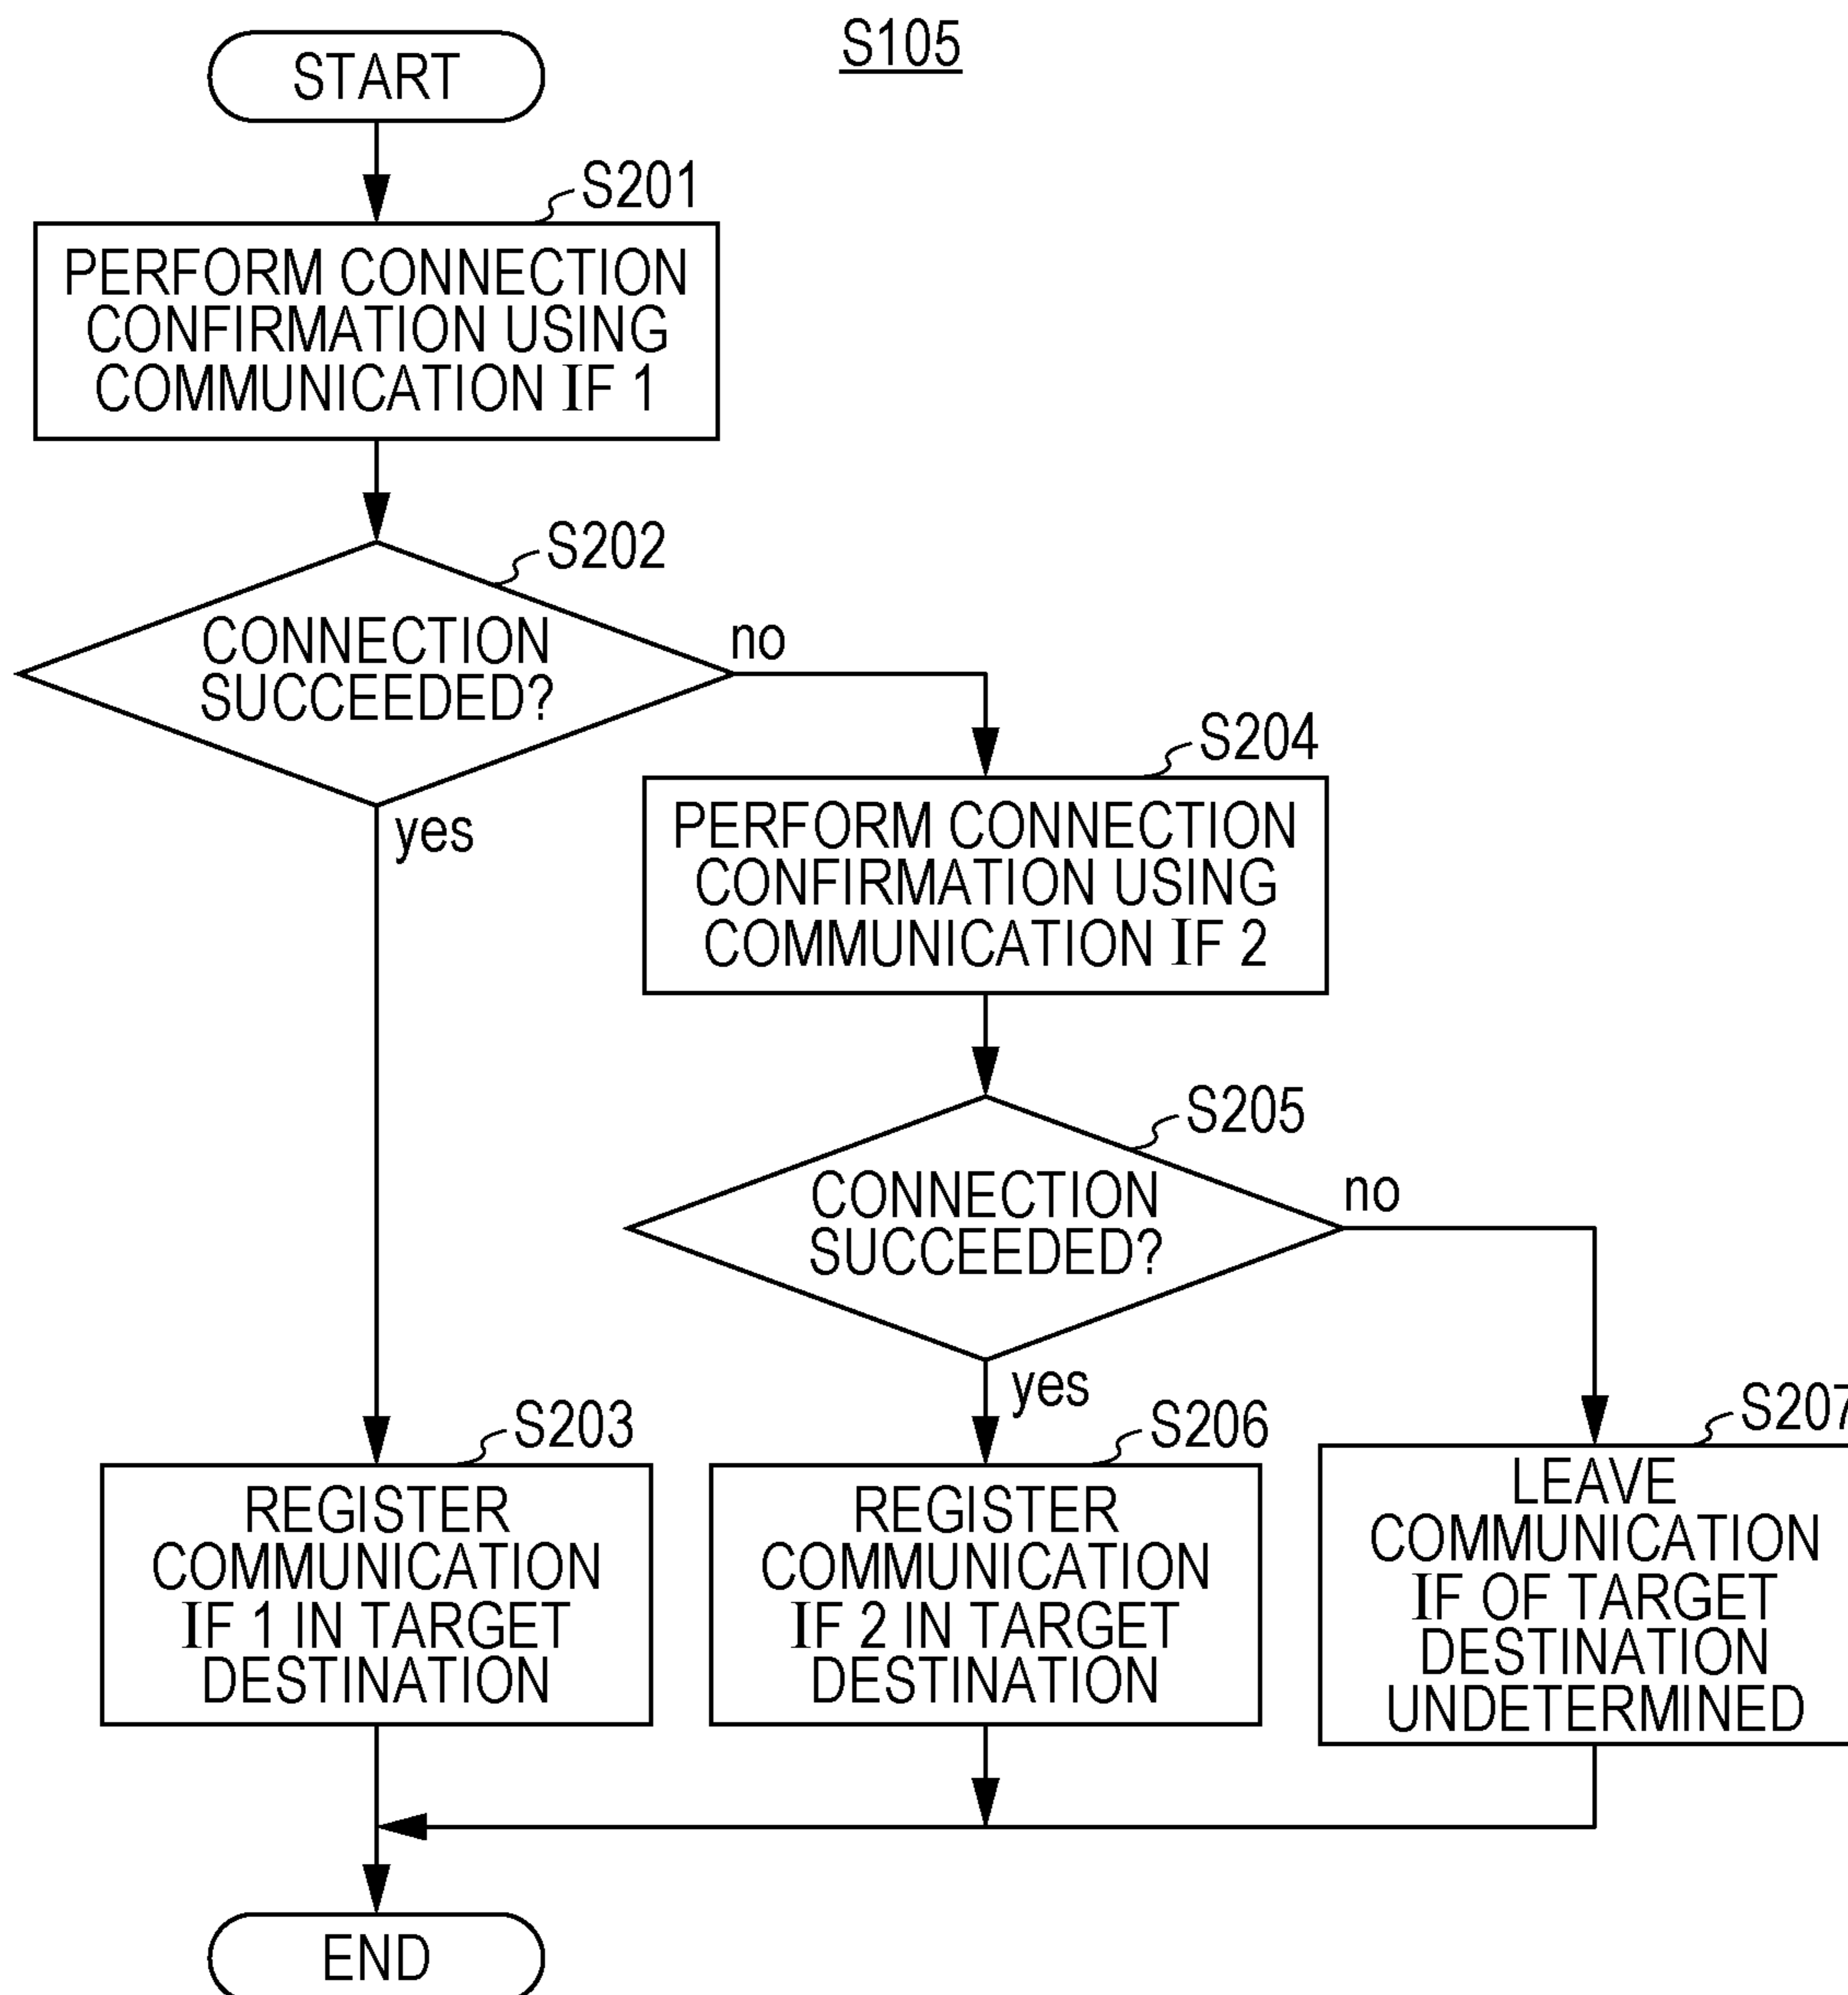 S105
START
S201
PERFORM CONNECTION
CONFIRMATION USING
COMMUNICATION IF 1
S202
CONNECTION
SUCCEEDED?
no
yes
S204
PERFORM CONNECTION
CONFIRMATION USING
COMMUNICATION IF 2
S205
CONNECTION
SUCCEEDED?
no
yes
S203
REGISTER
COMMUNICATION
IF 1 IN TARGET
DESTINATION
S206
REGISTER
COMMUNICATION
IF 2 IN TARGET
DESTINATION
S207
LEAVE
COMMUNICATION
IF OF TARGET
DESTINATION
UNDETERMINED
END